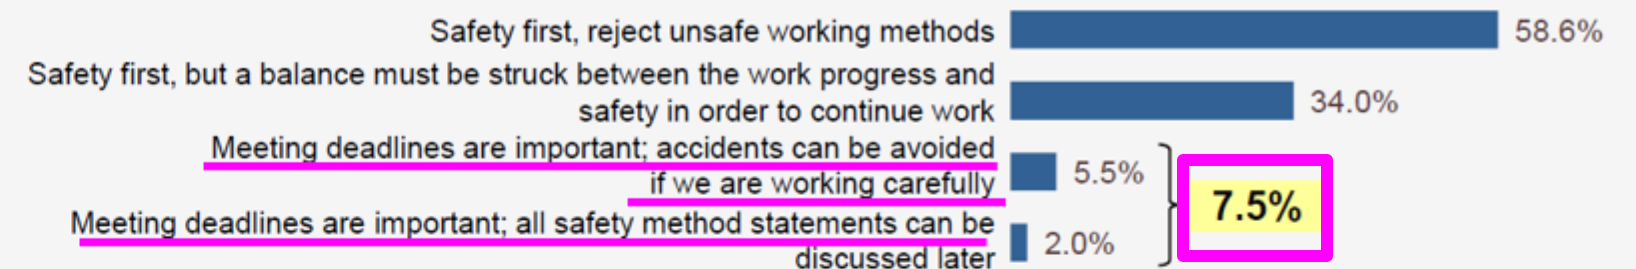 Safety first, reject unsafe working methods 58.6%
Safety first, but a balance must be struck between the work progress and
safety in order to continue work 34.0%
Meeting deadlines are important; accidents can be avoided
if we are working carefully 5.5%
7.5%
Meeting deadlines are important; all safety method statements can be
discussed later 2.0%